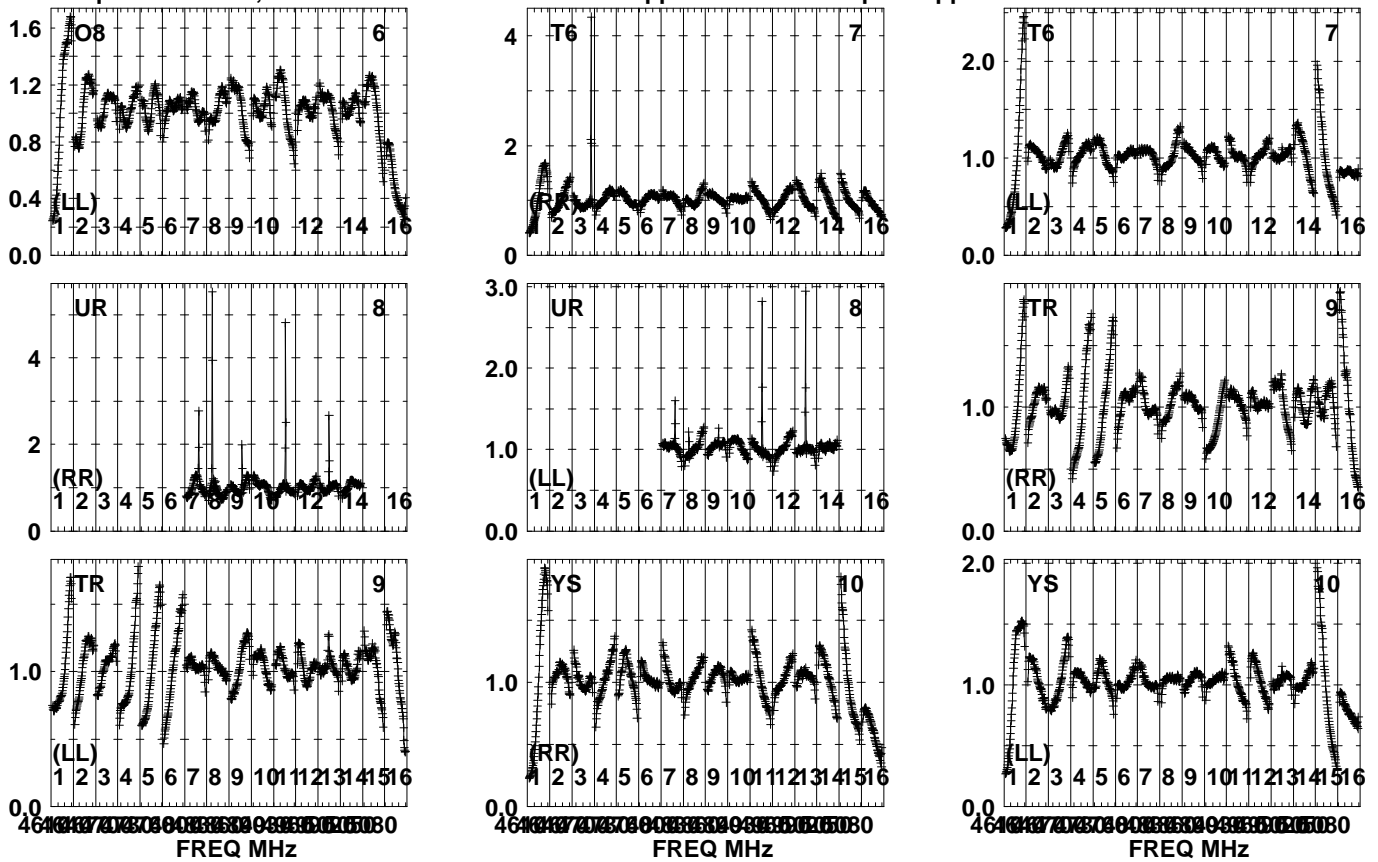 1.6 O8 6
1.2
0.8
0.4 (LL)
1 2 3 4 5 6 7 8 9 10 12 14 16
0.0
4 T6 7
2
(RR)
1 2 3 4 5 6 7 8 9 10 12 14 16
0
T6 7
2.0
1.0
(LL)
1 2 3 4 5 6 7 8 9 10 12 14 16
0.0
UR 8
4
2
(RR)
1 2 3 4 5 6 7 8 9 10 12 14 16
0
3.0 UR 8
2.0
1.0
(LL)
1 2 3 4 5 6 7 8 9 10 12 14 16
0.0
TR 9
1.0
(RR)
1 2 3 4 5 6 7 8 9 10 12 14 16
0.0
TR 9
1.0
(LL)
1 2 3 4 5 6 7 8 9 10 11 12 13 14 15 16
0.0
FREQ MHz
YS 10
1.0
(RR)
1 2 3 4 5 6 7 8 9 10 11 12 13 14 15 16
0.0
FREQ MHz
2.0 YS 10
1.0
(LL)
1 2 3 4 5 6 7 8 9 10 11 12 13 14 15 16
0.0
FREQ MHz